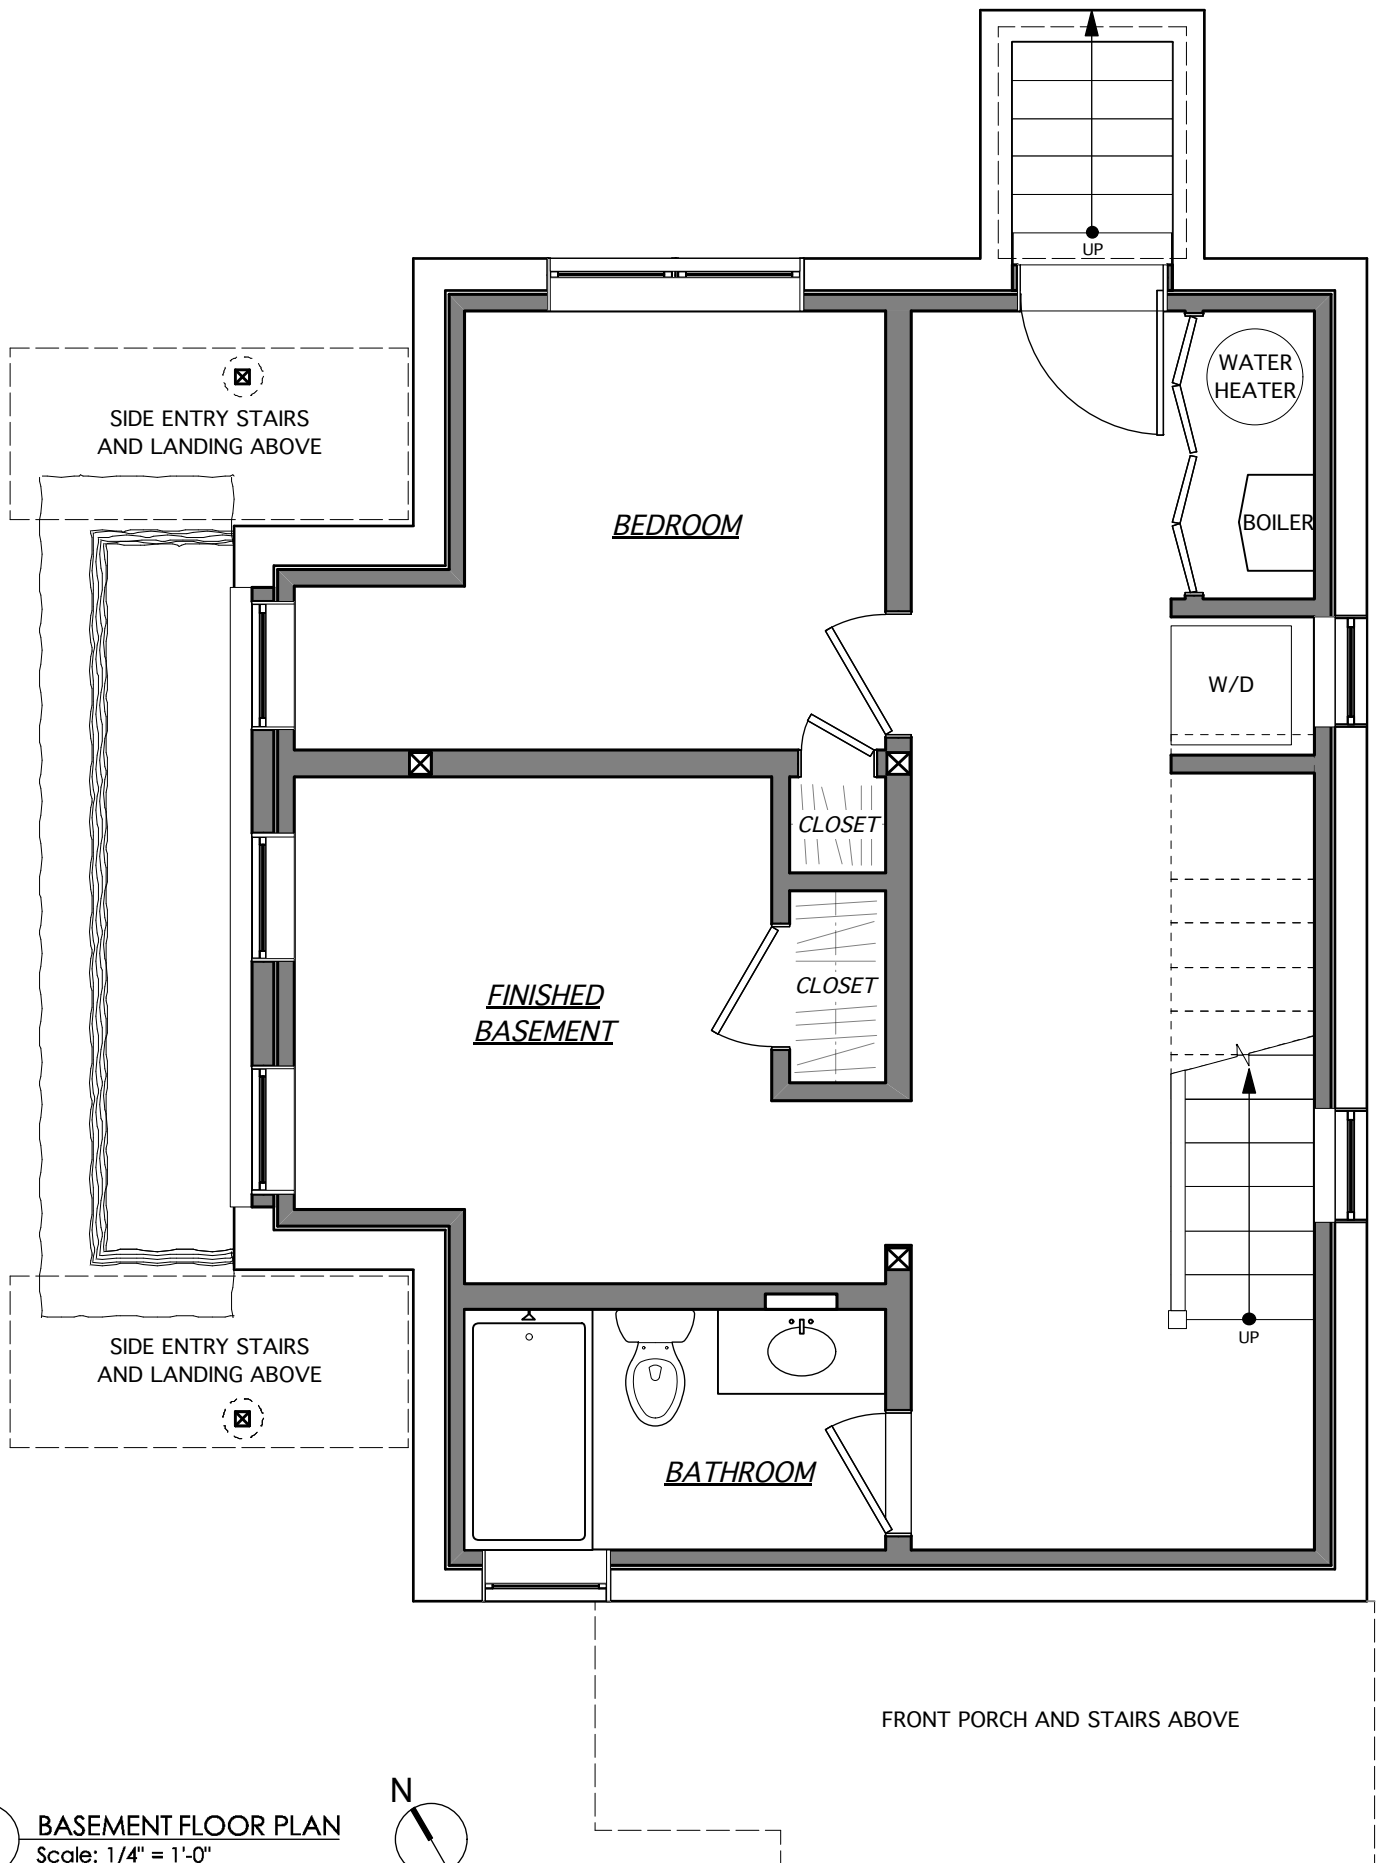 UP
WATER
HEATER
SIDE ENTRY STAIRS
AND LANDING ABOVE
BEDROOM
BOILER
W/D
CLOSET
CLOSET
FINISHED
BASEMENT
UP
SIDE ENTRY STAIRS
AND LANDING ABOVE
BATHROOM
FRONT PORCH AND STAIRS ABOVE
N
BASEMENT FLOOR PLAN
Scale: 1/4" = 1'-0"